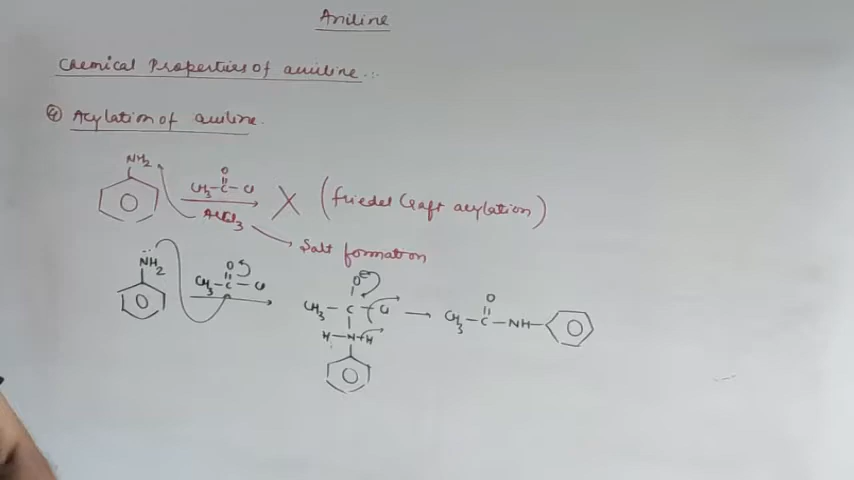 Aniline
Chemical Properties of aniline...
④ Acylation of aniline.
NH2
O
CH3-C-Cl
AlCl3
X (friedel Craft acylation)
Salt formation
NH2
O
CH3-C-Cl
O⊖
CH3-C-Cl
H-N-H
O
CH3-C-NH-